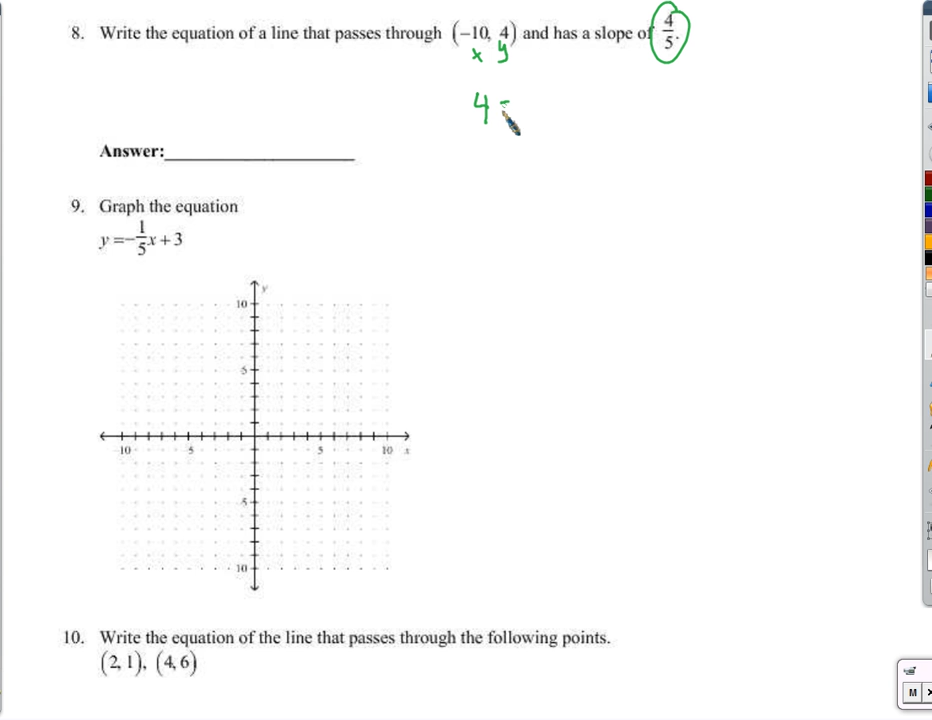 8. Write the equation of a line that passes through (−10, 4) and has a slope of 4/5.
x y
4 =
Answer:____________________
9. Graph the equation
y = −1/5x + 3
y
10
5
10 5 5 10 x
5
10
10. Write the equation of the line that passes through the following points.
(2, 1), (4, 6)
M